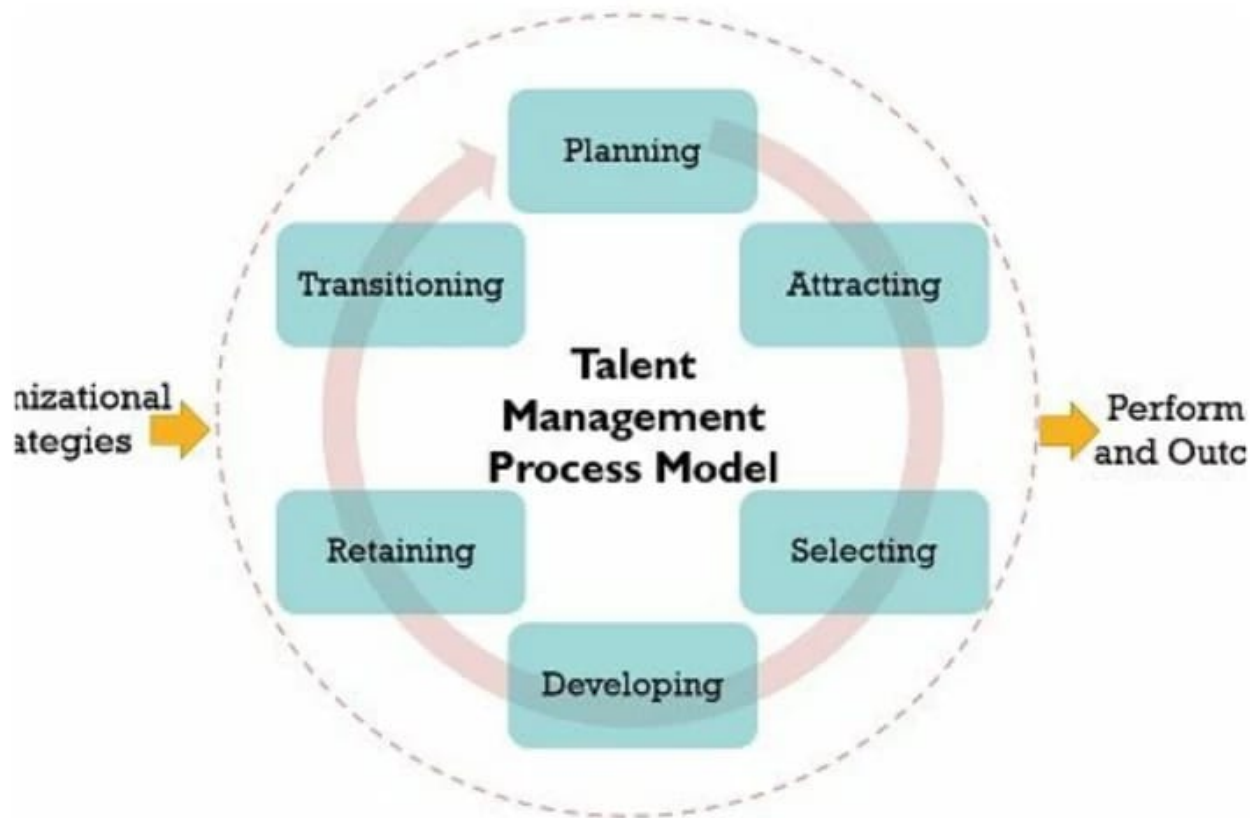 Planning
Transitioning
Attracting
Talent
Management
Process Model
nizational
ategies
Perform
and Outc
Retaining
Selecting
Developing